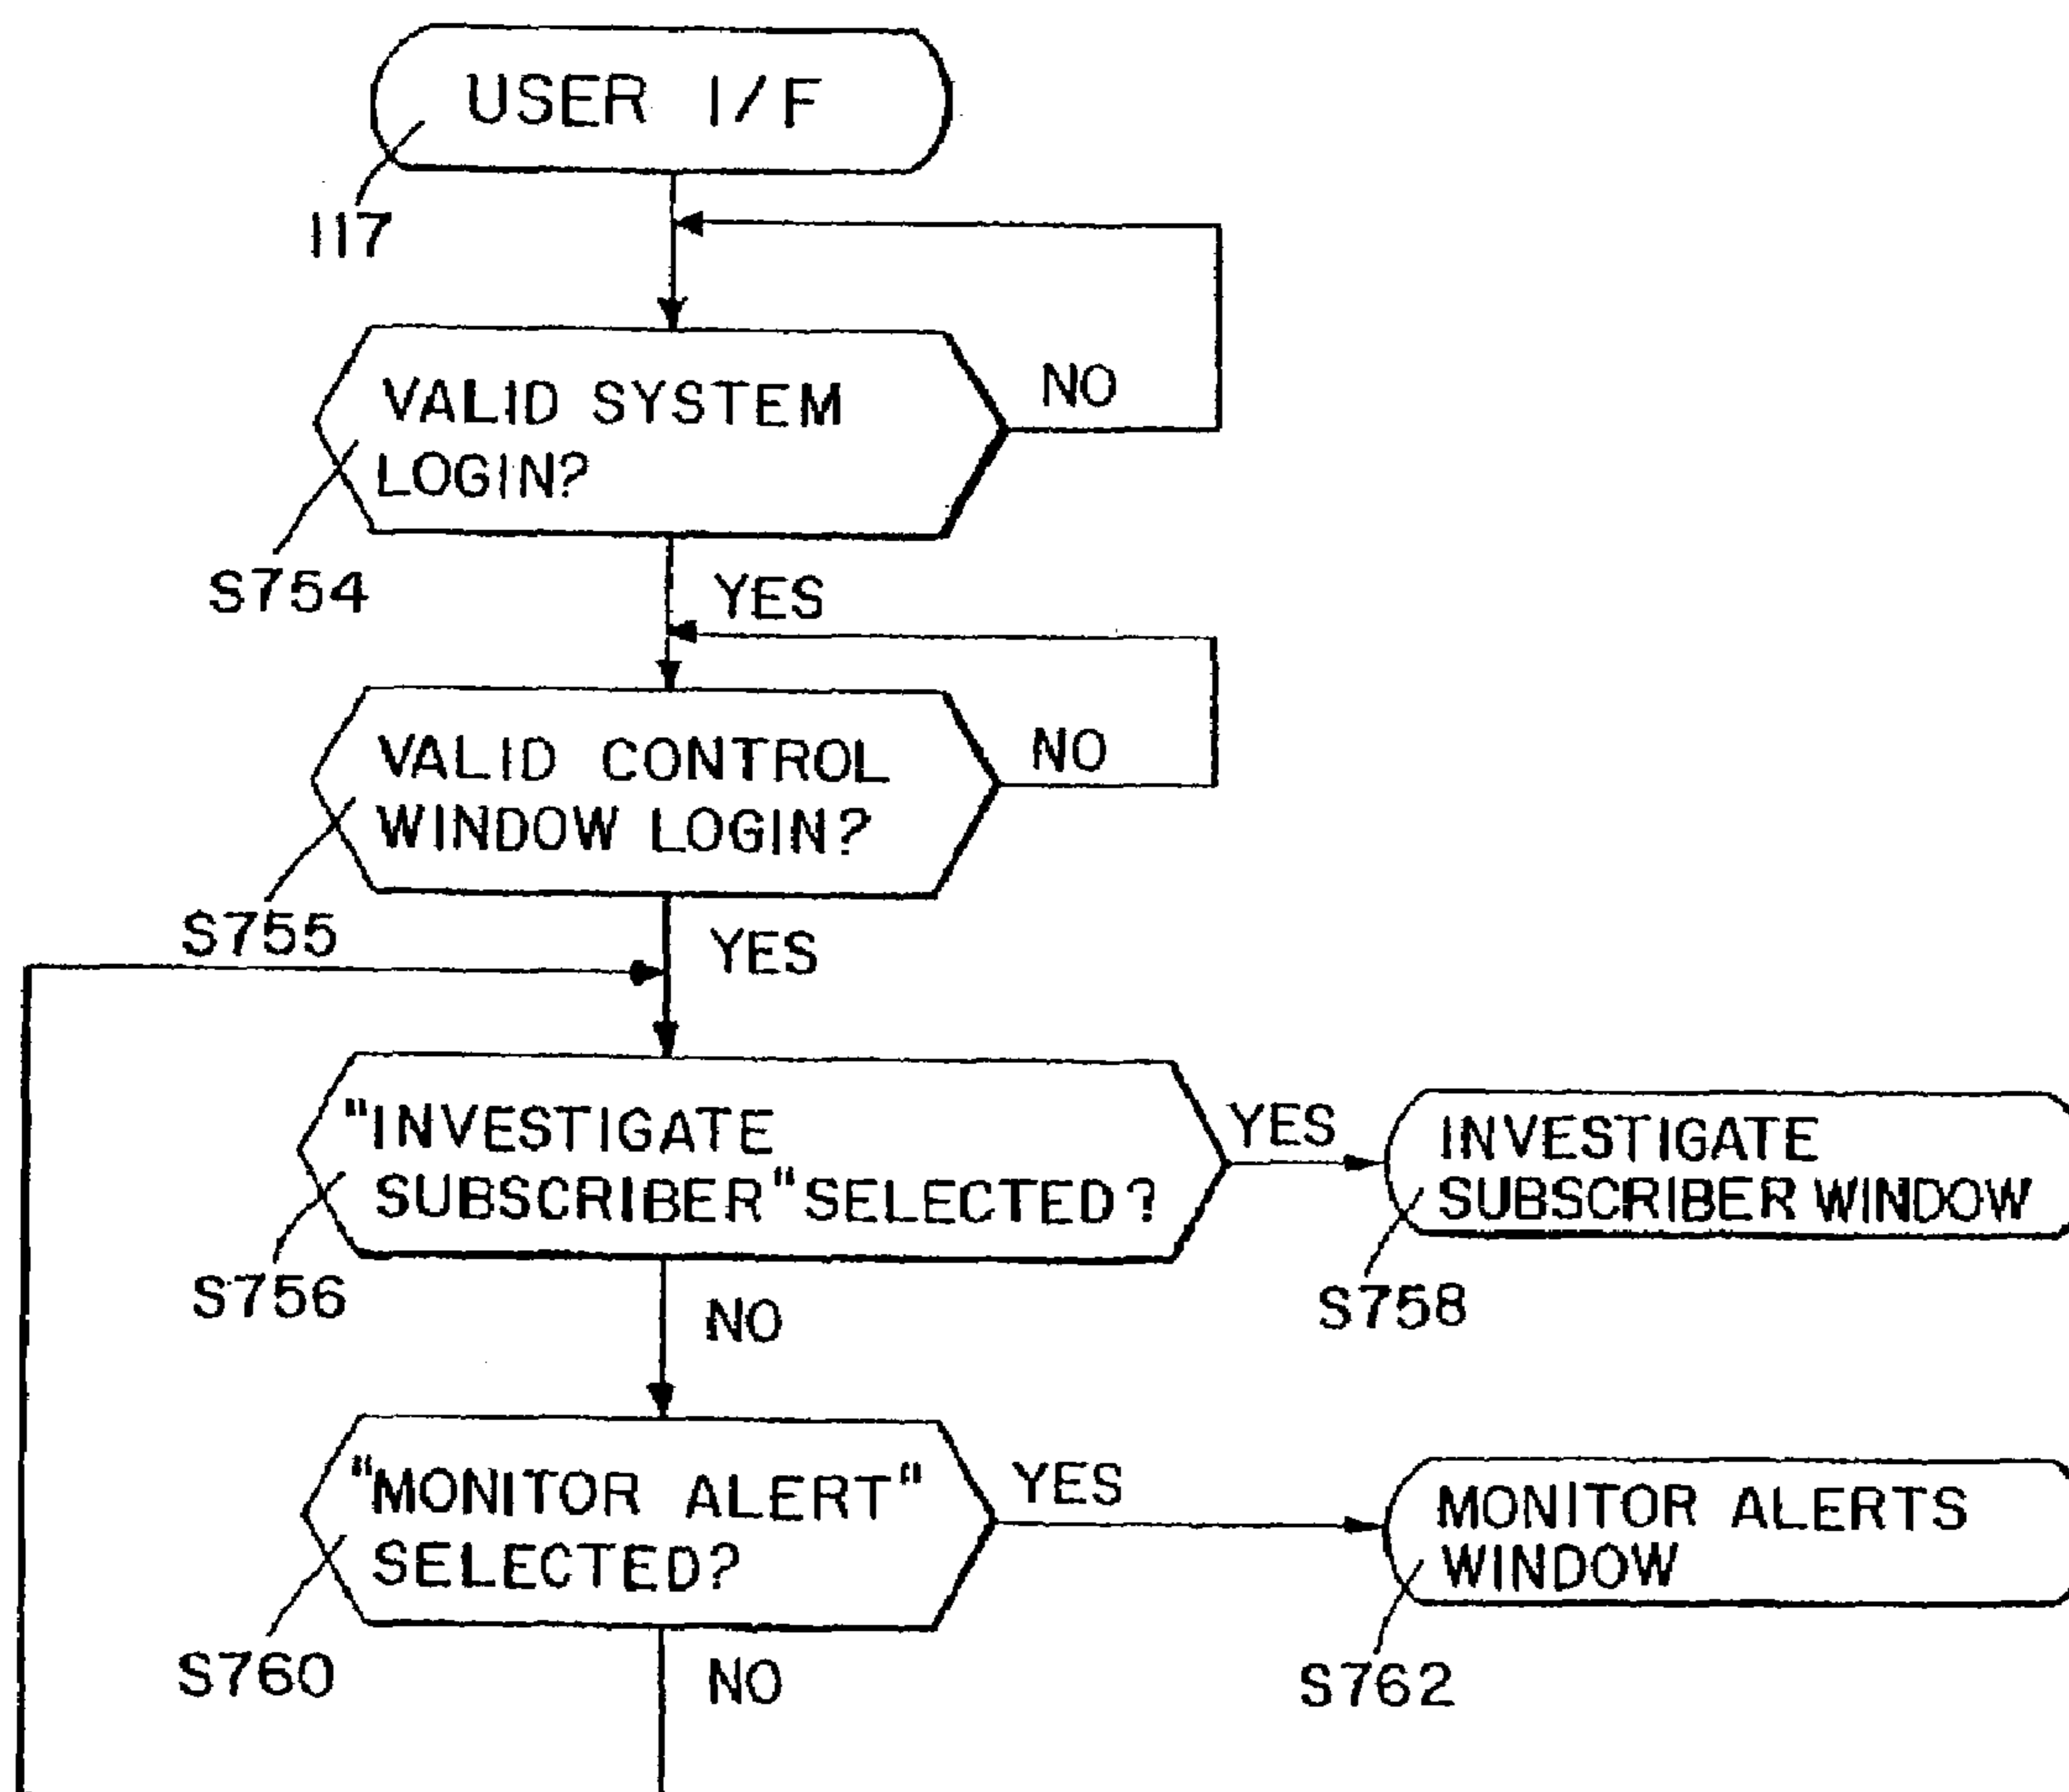 USER I/F
117
VALID SYSTEM
LOGIN?
NO
S754
YES
VALID CONTROL
WINDOW LOGIN?
NO
S755
YES
"INVESTIGATE
SUBSCRIBER" SELECTED?
YES
INVESTIGATE
SUBSCRIBER WINDOW
S756
S758
NO
"MONITOR ALERT"
SELECTED?
YES
MONITOR ALERTS
WINDOW
S760
S762
NO